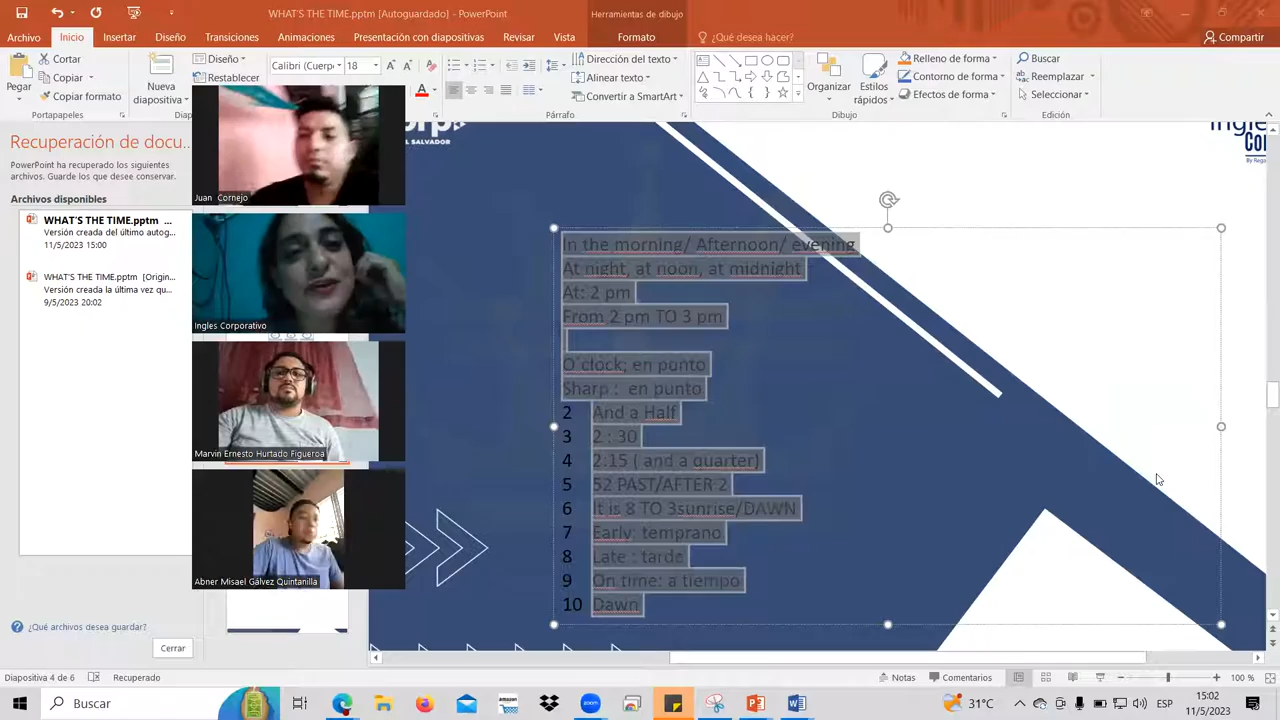 WHAT'S THE TIME.pptm [Autoguardado] - PowerPoint
Herramientas de dibujo
Archivo
Inicio
Insertar
Diseño
Transiciones
Animaciones
Presentación con diapositivas
Revisar
Vista
Formato
¿Qué desea hacer?
Compartir
Pegar
Cortar
Copiar
Copiar formato
Portapapeles
Nueva
diapositiva
Diseño
Restablecer
Calibri (Cuerp
18
Párrafo
Dirección del texto
Alinear texto
Convertir a SmartArt
Organizar
Estilos
rápidos
Relleno de forma
Contorno de forma
Efectos de forma
Dibujo
Buscar
Reemplazar
Seleccionar
Edición
Recuperación de docu...
PowerPoint ha recuperado los siguientes
archivos. Guarde los que desee conservar.
Archivos disponibles
WHAT'S THE TIME.pptm ...
Versión creada del último autog...
11/5/2023 15:00
WHAT'S THE TIME.pptm [Origin...
Versión creada la última vez qu...
9/5/2023 20:02
¿Qué archivos desea guardar?
Cerrar
Juan Cornejo
Ingles Corporativo
Marvin Ernesto Hurtado Figueroa
Abner Misael Gálvez Quintanilla
EL SALVADOR
In the morning/ Afternoon/ evening
At night, at noon, at midnight
At: 2 pm
From 2 pm TO 3 pm
O'clock; en punto
Sharp : en punto
2 And a Half
3 2 : 30
4 2:15 ( and a quarter)
5 52 PAST/AFTER 2
6 It is 8 TO 3sunrise/DAWN
7 Early: temprano
8 Late : tarde
9 On time: a tiempo
10 Dawn
Diapositiva 4 de 6
Recuperado
Notas
Comentarios
100 %
Buscar
31°C
ESP
15:02
11/5/2023